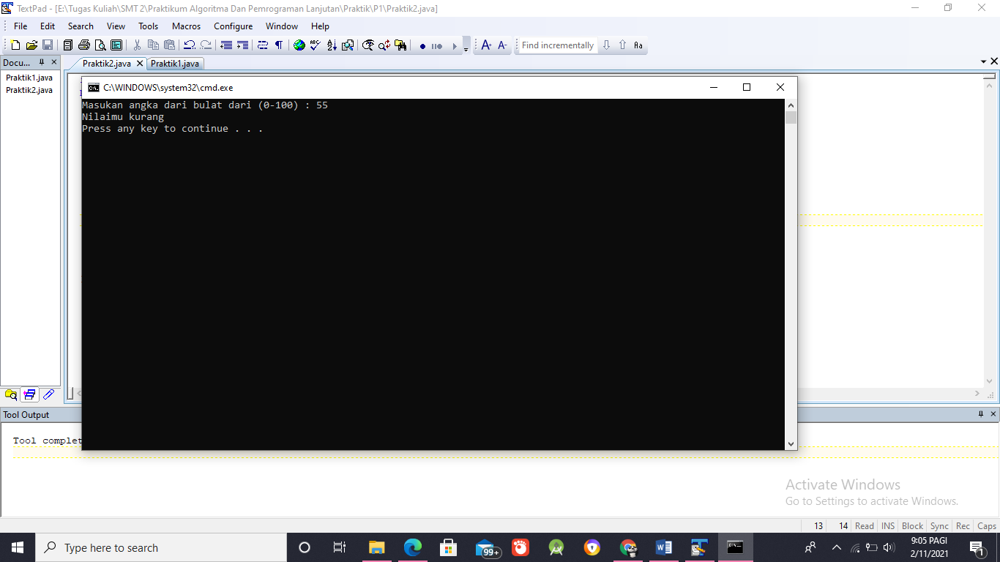 TextPad - [E:\Tugas Kuliah\SMT 2\Praktikum Algoritma Dan Pemrograman Lanjutan\Praktik\P1\Praktik2.java]
File Edit Search View Tools Macros Configure Window Help
Find incrementally Aa
Docu...
Praktik2.java Praktik1.java
Praktik1.java
Praktik2.java
C:\WINDOWS\system32\cmd.exe
Masukan angka dari bulat dari (0-100) : 55
Nilaimu kurang
Press any key to continue . . .
Tool Output
Tool complet
Activate Windows
Go to Settings to activate Windows.
13 14 Read INS Block Sync Rec Caps
Type here to search
99+
9:05 PAGI
2/11/2021
1